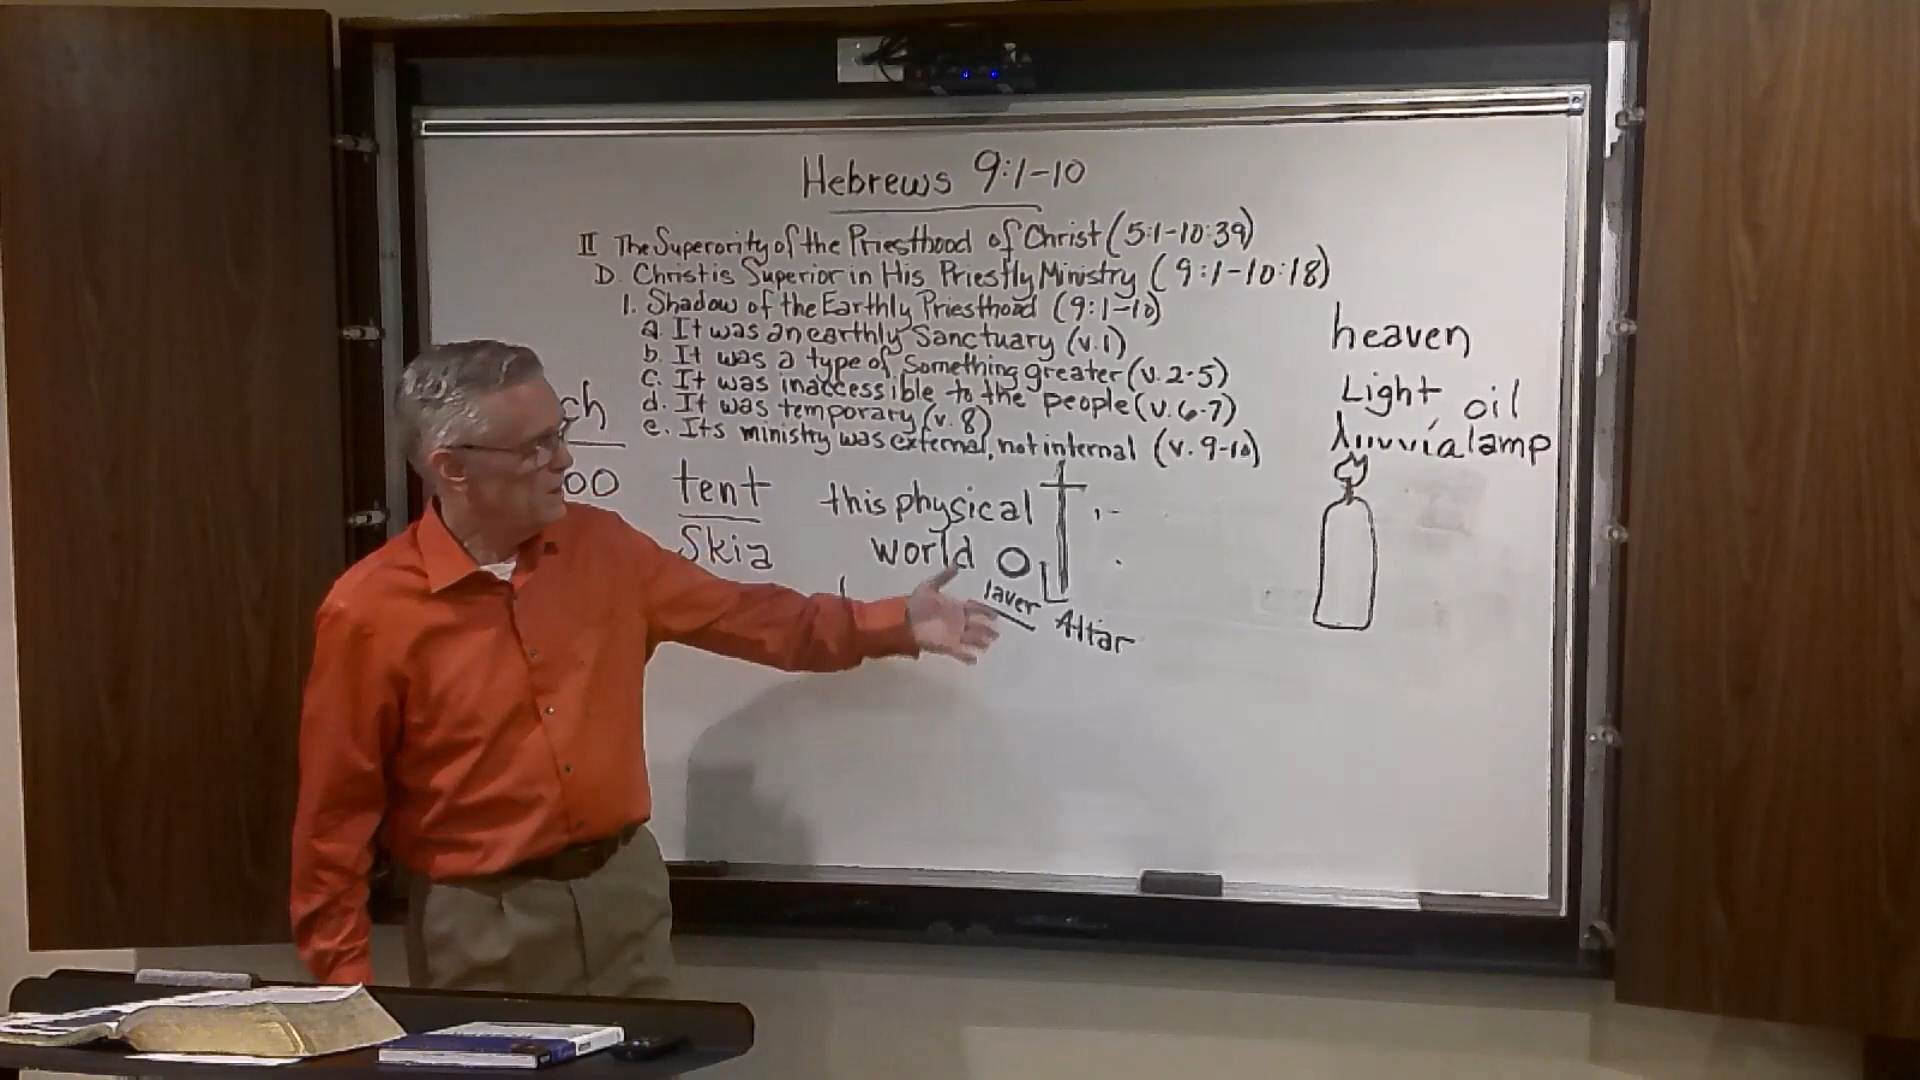 Hebrews 9:1-10
II The Superority of the Priesthood of Christ (5:1-10:39)
D. Christ is Superior in His Priestly Ministry (9:1-10:18)
1. Shadow of the Earthly Priesthood (9:1-10)
a. It was an earthly Sanctuary (v.1)
b. It was a type of Something greater (v. 2-5)
c. It was inaccessible to the people (v. 6-7)
d. It was temporary (v. 8)
e. Its ministry was external, not internal (v. 9-10)
ch
00
tent
Skia
this physical
world
laver
Altar
heaven
Light oil
lamp